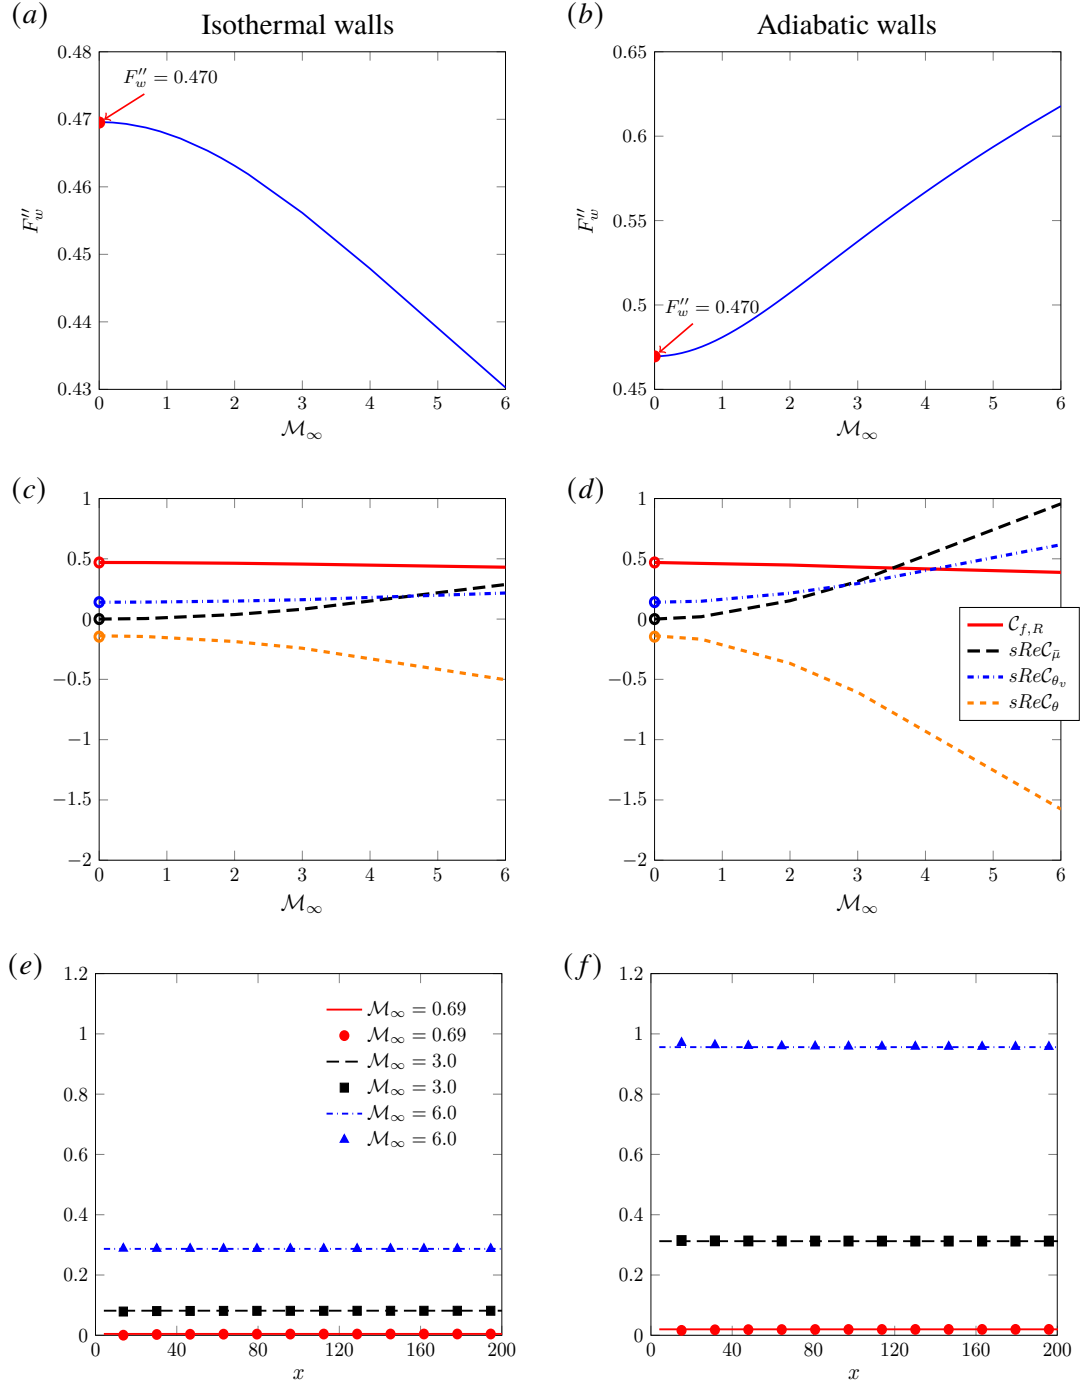 (a) Isothermal walls
0.48
0.47
0.46
0.45
0.44
0.43
F″_w
F″_w = 0.470
0 1 2 3 4 5 6
M_∞
(b) Adiabatic walls
0.65
0.6
0.55
0.5
0.45
F″_w
F″_w = 0.470
0 1 2 3 4 5 6
M_∞
(c)
1
0.5
0
−0.5
−1
−1.5
−2
0 1 2 3 4 5 6
M_∞
(d)
1
0.5
0
−0.5
−1
−1.5
−2
0 1 2 3 4 5 6
M_∞
C_{f,R}
sReC_{μ̄}
sReC_{θ_v}
sReC_θ
(e)
1.2
1
0.8
0.6
0.4
0.2
0
M_∞ = 0.69
M_∞ = 0.69
M_∞ = 3.0
M_∞ = 3.0
M_∞ = 6.0
M_∞ = 6.0
0 40 80 120 160 200
x
(f)
1.2
1
0.8
0.6
0.4
0.2
0
0 40 80 120 160 200
x